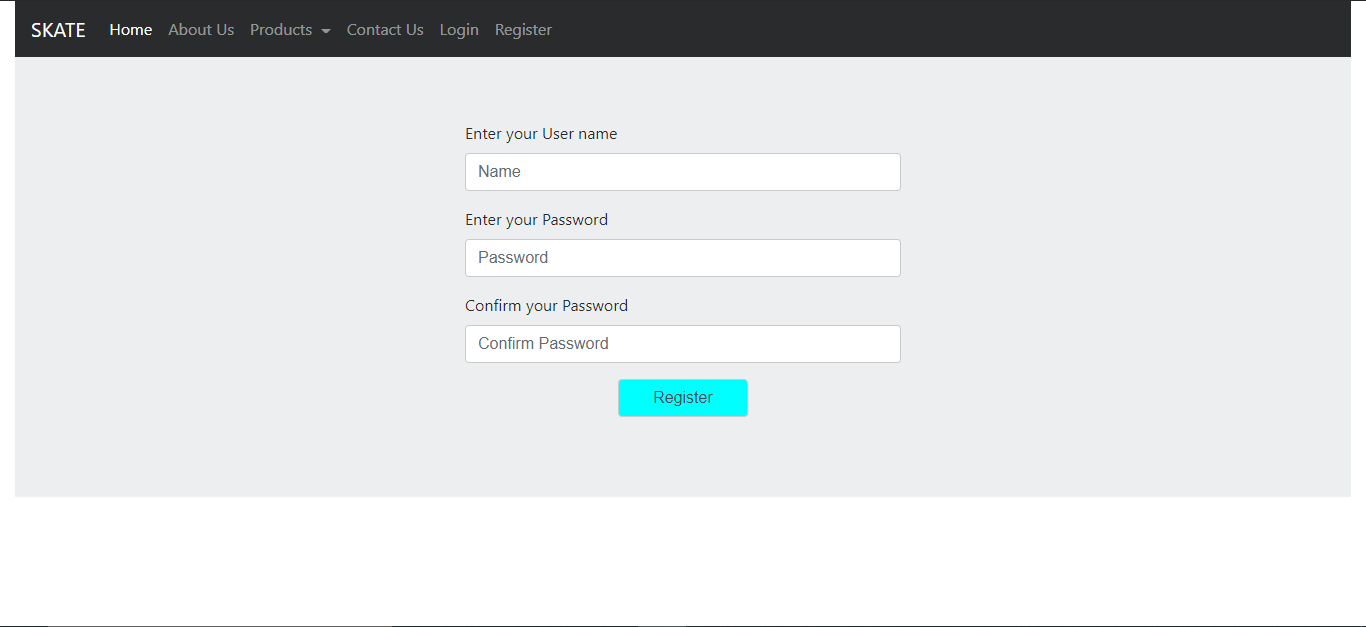 SKATE Home About Us Products Contact Us Login Register
Enter your User name
Name
Enter your Password
Password
Confirm your Password
Confirm Password
Register